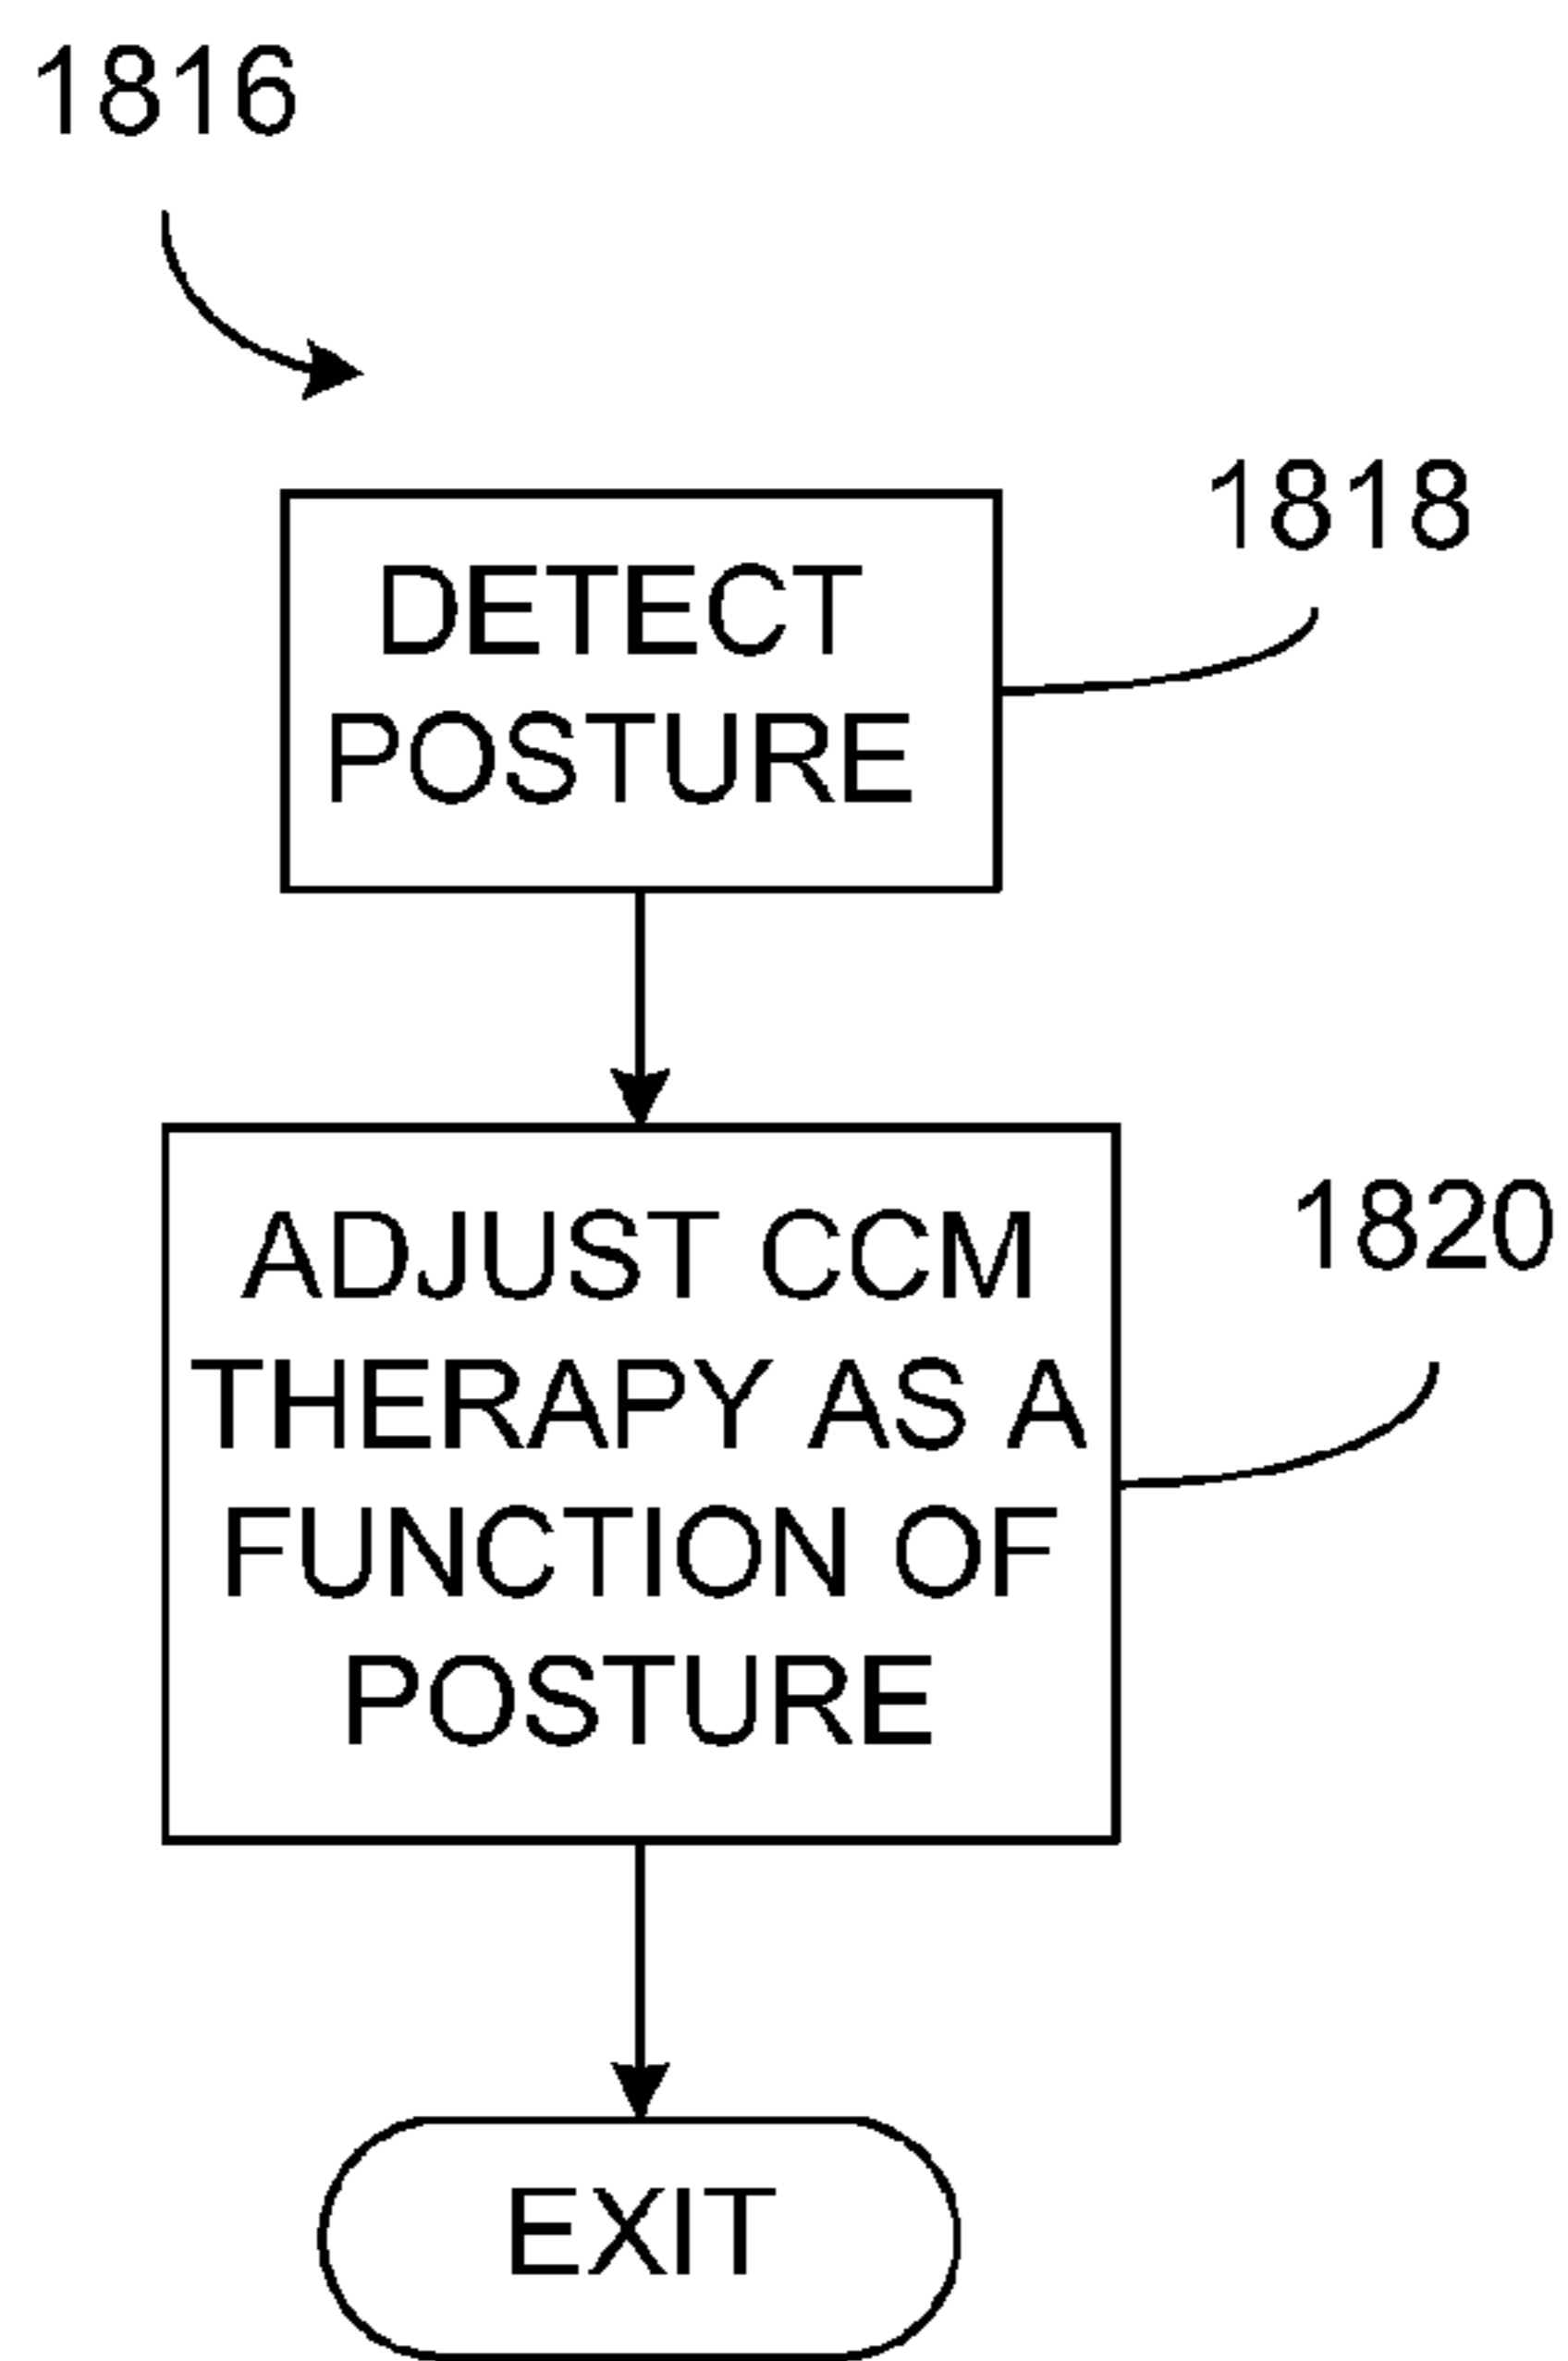 1816
1818
DETECT
POSTURE
1820
ADJUST CCM
THERAPY AS A
FUNCTION OF
POSTURE
EXIT